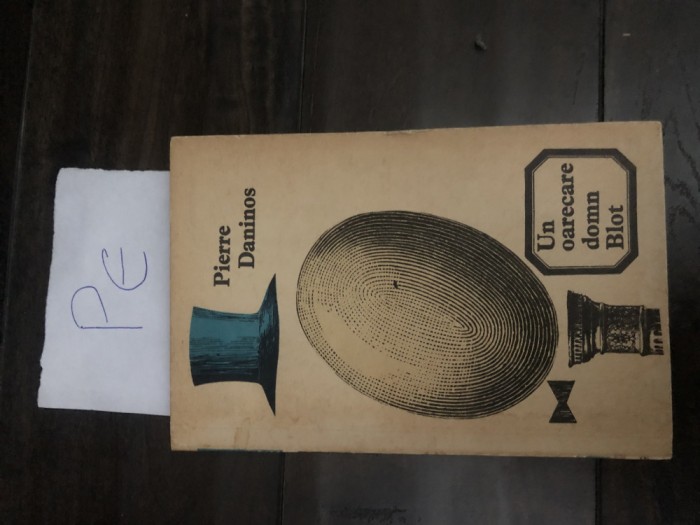 Pierre
Daninos
Un
oarecare
domn
Blot
PE